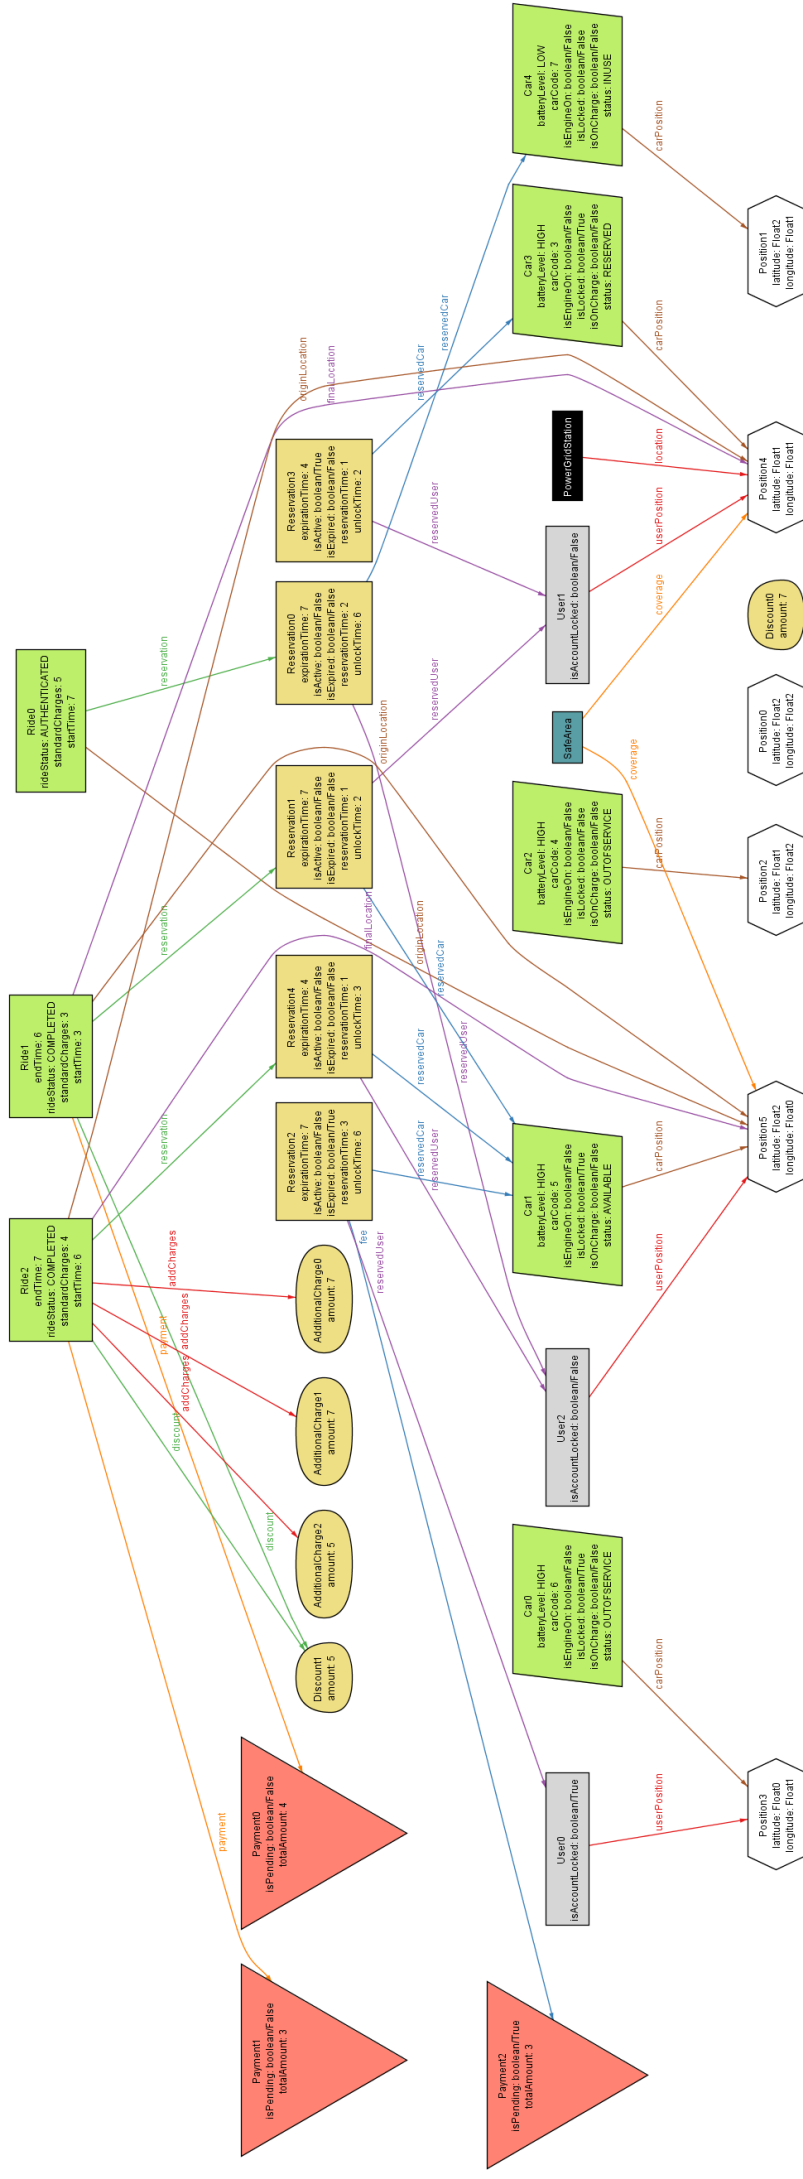 Ride2
endTime: 7
rideStatus: COMPLETED
standardCharges: 4
startTime: 6
Ride1
endTime: 6
rideStatus: COMPLETED
standardCharges: 3
startTime: 3
Ride0
rideStatus: AUTHENTICATED
standardCharges: 5
startTime: 7
payment
payment
discount
discount
addCharges
addCharges
addCharges
reservation
reservation
reservation
finalLocation
originLocation
originLocation
originLocation
finalLocation
Payment1
isPending: boolean/False
totalAmount: 3
Payment0
isPending: boolean/False
totalAmount: 4
Discount1
amount: 5
AdditionalCharge2
amount: 5
AdditionalCharge1
amount: 7
AdditionalCharge0
amount: 7
Reservation2
expirationTime: 7
isActive: boolean/False
isExpired: boolean/True
reservationTime: 3
unlockTime: 6
Reservation4
expirationTime: 4
isActive: boolean/False
isExpired: boolean/False
reservationTime: 1
unlockTime: 3
Reservation1
expirationTime: 7
isActive: boolean/False
isExpired: boolean/False
reservationTime: 1
unlockTime: 2
Reservation0
expirationTime: 7
isActive: boolean/False
isExpired: boolean/False
reservationTime: 2
unlockTime: 6
Reservation3
expirationTime: 4
isActive: boolean/True
isExpired: boolean/False
reservationTime: 1
unlockTime: 2
fee
reservedUser
reservedCar
reservedUser
reservedCar
reservedUser
reservedCar
reservedUser
reservedUser
reservedCar
reservedCar
Payment2
isPending: boolean/True
totalAmount: 3
User0
isAccountLocked: boolean/True
Car0
batteryLevel: HIGH
carCode: 6
isEngineOn: boolean/False
isLocked: boolean/True
isOnCharge: boolean/False
status: OUTOFSERVICE
User2
isAccountLocked: boolean/False
Car1
batteryLevel: HIGH
carCode: 5
isEngineOn: boolean/False
isLocked: boolean/True
isOnCharge: boolean/False
status: AVAILABLE
Car2
batteryLevel: HIGH
carCode: 4
isEngineOn: boolean/False
isLocked: boolean/False
isOnCharge: boolean/False
status: OUTOFSERVICE
SafeArea
User1
isAccountLocked: boolean/False
PowerGridStation
Car3
batteryLevel: HIGH
carCode: 3
isEngineOn: boolean/False
isLocked: boolean/True
isOnCharge: boolean/False
status: RESERVED
Car4
batteryLevel: LOW
carCode: 7
isEngineOn: boolean/False
isLocked: boolean/False
isOnCharge: boolean/False
status: INUSE
userPosition
carPosition
userPosition
carPosition
carPosition
coverage
coverage
userPosition
location
carPosition
carPosition
Position3
latitude: Float0
longitude: Float1
Position5
latitude: Float2
longitude: Float0
Position2
latitude: Float1
longitude: Float2
Position0
latitude: Float2
longitude: Float2
Discount0
amount: 7
Position4
latitude: Float1
longitude: Float1
Position1
latitude: Float2
longitude: Float1